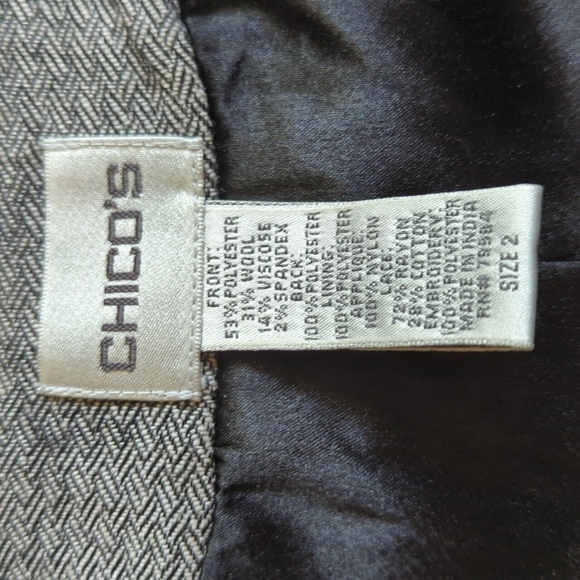 CHICO'S
FRONT:
53%POLYESTER
31% WOOL
14% VISCOSE
2%SPANDEX
BACK:
100%POLYESTER
LINING:
100%POLYESTER
APPLIQUE:
100%NYLON
LACE:
72% RAYON
28% COTTON
EMBROIDERY:
100%POLYESTER
MADE IN INDIA
RN# 79984
SIZE 2